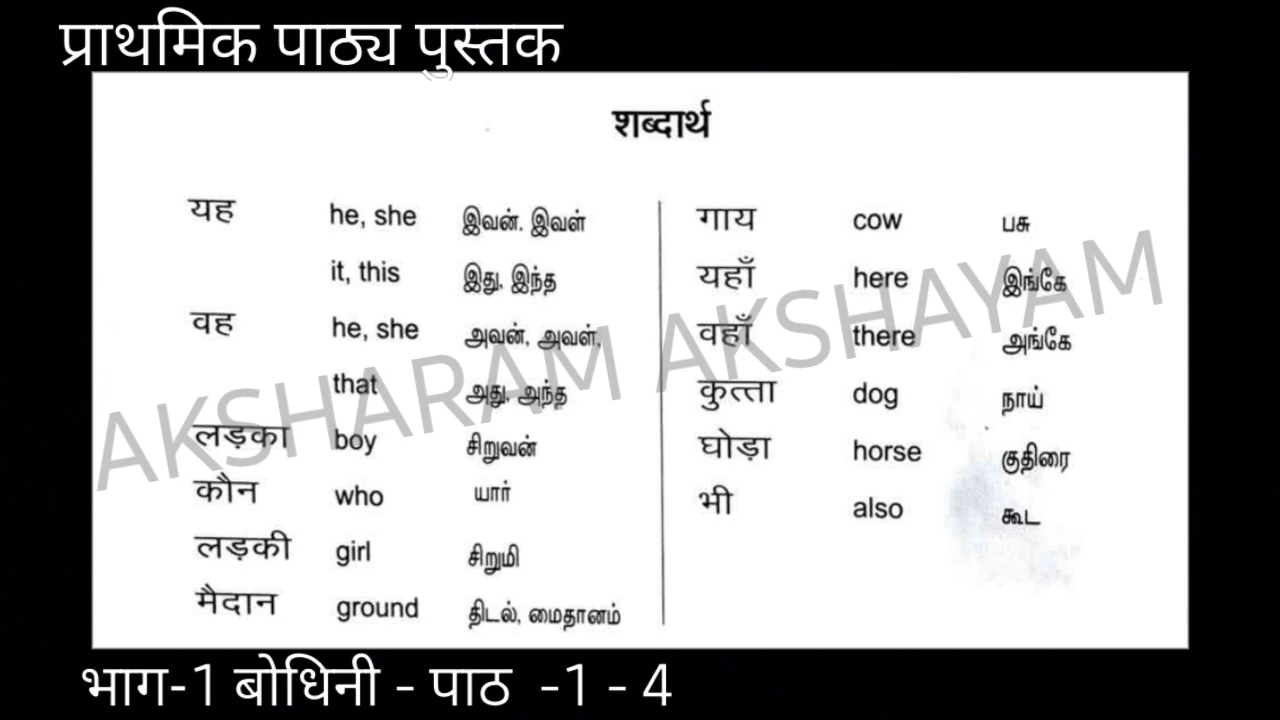 प्राथमिक पाठ्य पुस्तक
शब्दार्थ
यह he, she இவன். இவள்
it, this இது, இந்த
वह he, she அவன், அவள்,
that அது, அந்த
लड़का boy சிறுவன்
कौन who யார்
लड़की girl சிறுமி
मैदान ground திடல், மைதானம்
गाय cow பசு
यहाँ here இங்கே
वहाँ there அங்கே
कुत्ता dog நாய்
घोड़ा horse குதிரை
भी also கூட
AKSHARAM AKSHAYAM
भाग-1 बोधिनी - पाठ -1 - 4